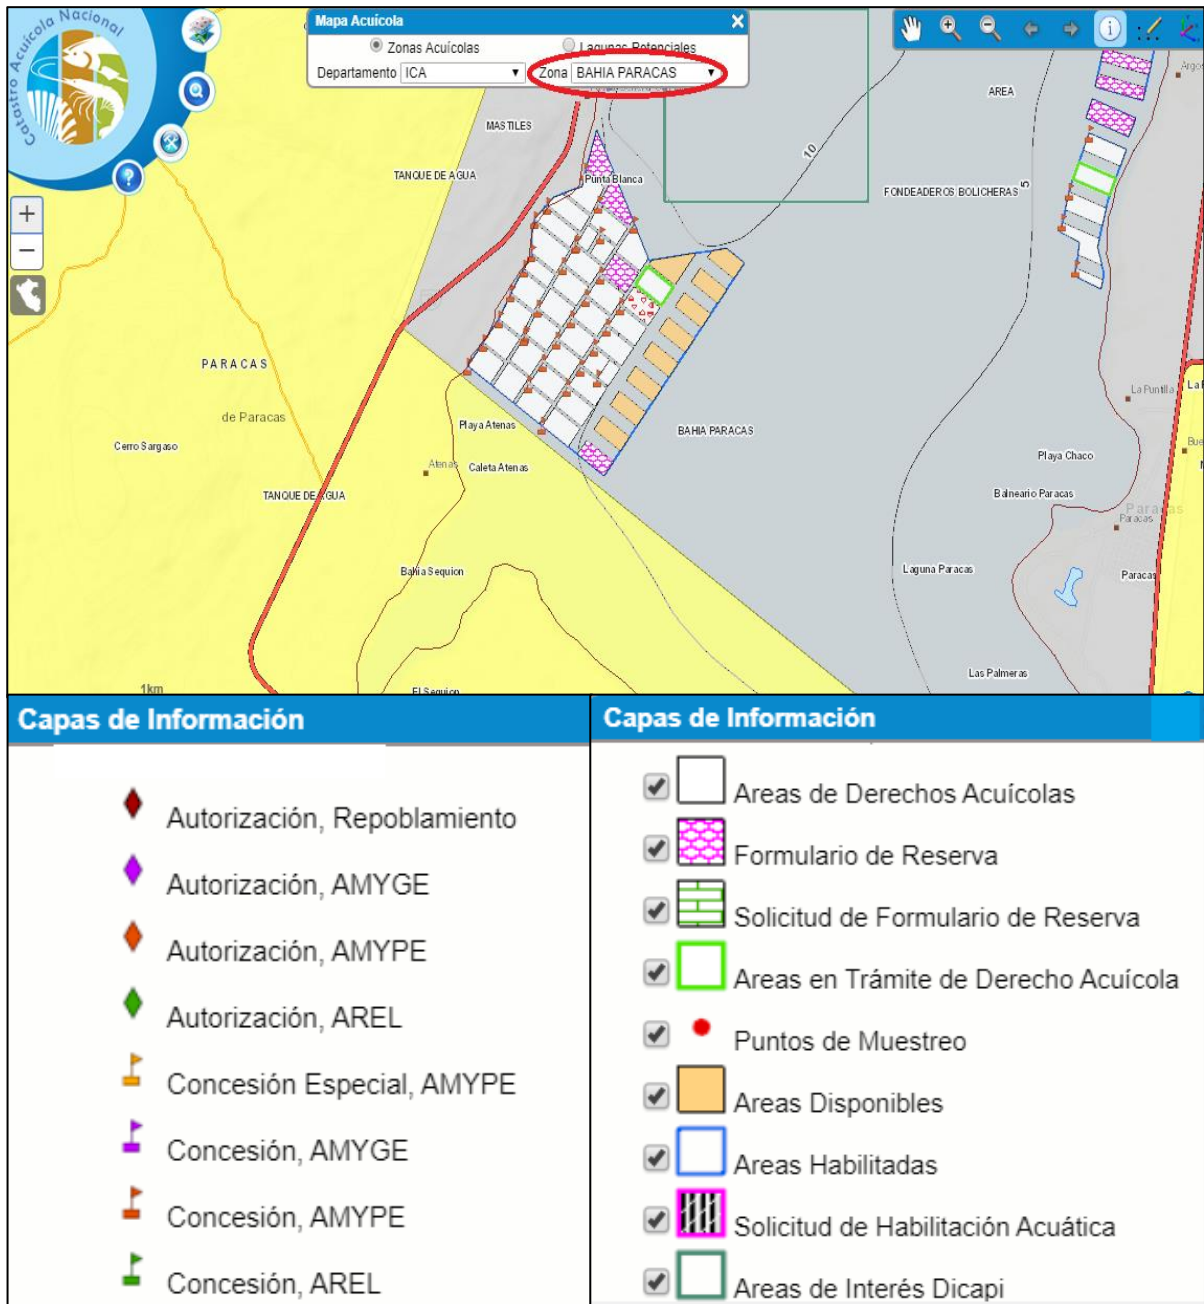 Catastro Acuícola Nacional
Mapa Acuícola
Zonas Acuícolas
Lagunas Potenciales
Departamento ICA
Zona BAHIA PARACAS
AREA
MASTILES
TANQUE DE AGUA
Punta Blanca
10
FONDEADEROS BOLICHERAS
5
PARACAS
de Paracas
La Puntilla
Cerro Sargaso
Playa Atenas
BAHIA PARACAS
Atenas
Caleta Atenas
Playa Chaco
TANQUE DE AGUA
Balneario Paracas
Paracas
Paracas
Bahia Sequion
Laguna Paracas
Paracas
Las Palmeras
1km
El Sequion
Capas de Información
Autorización, Repoblamiento
Autorización, AMYGE
Autorización, AMYPE
Autorización, AREL
Concesión Especial, AMYPE
Concesión, AMYGE
Concesión, AMYPE
Concesión, AREL
Capas de Información
Areas de Derechos Acuícolas
Formulario de Reserva
Solicitud de Formulario de Reserva
Areas en Trámite de Derecho Acuícola
Puntos de Muestreo
Areas Disponibles
Areas Habilitadas
Solicitud de Habilitación Acuática
Areas de Interés Dicapi